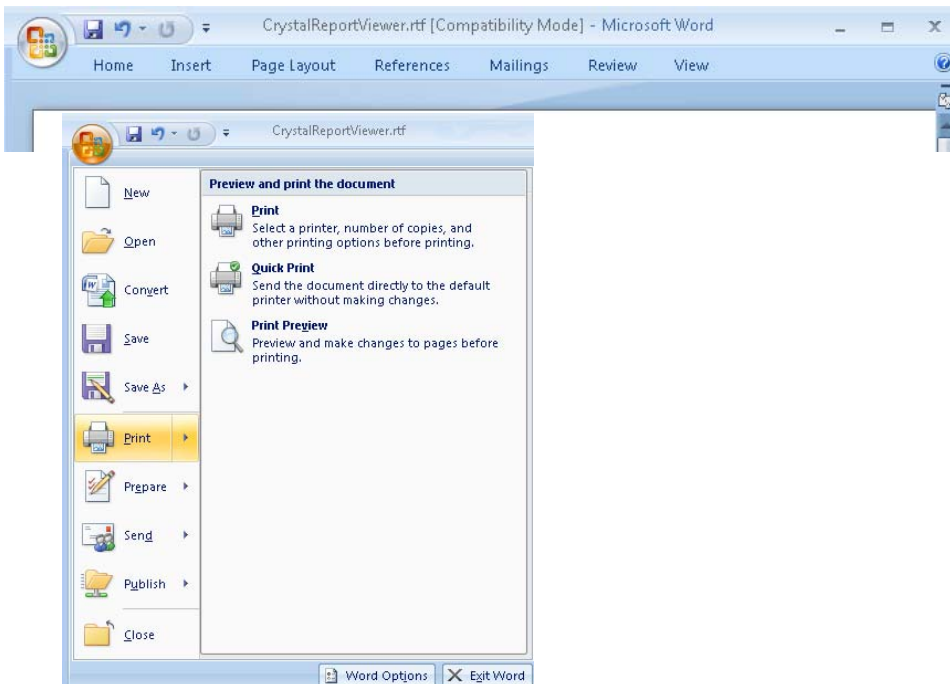 CrystalReportViewer.rtf [Compatibility Mode] - Microsoft Word
Home Insert Page Layout References Mailings Review View
CrystalReportViewer.rtf
New
Open
Convert
Save
Save As
Print
Prepare
Send
Publish
Close
Preview and print the document
Print
Select a printer, number of copies, and
other printing options before printing.
Quick Print
Send the document directly to the default
printer without making changes.
Print Preview
Preview and make changes to pages before
printing.
Word Options Exit Word